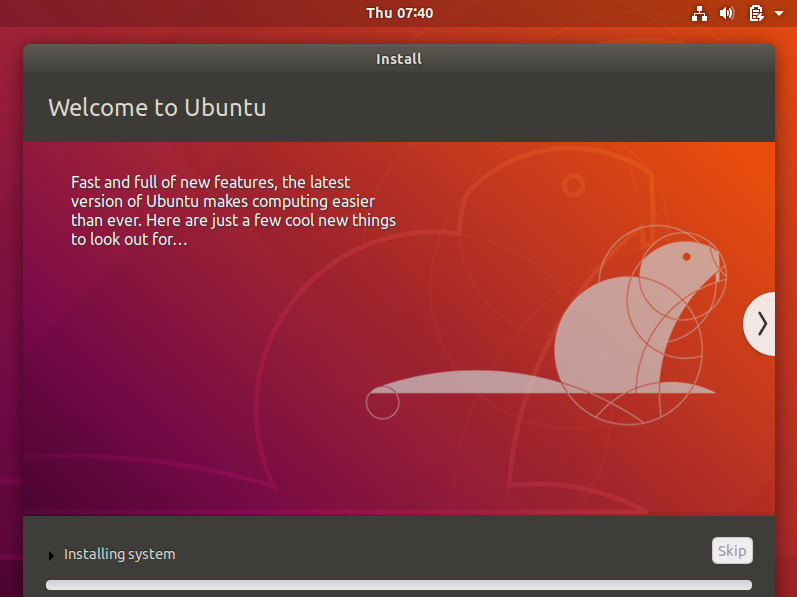 Thu 07:40
Install
Welcome to Ubuntu
Fast and full of new features, the latest
version of Ubuntu makes computing easier
than ever. Here are just a few cool new things
to look out for…
Installing system
Skip